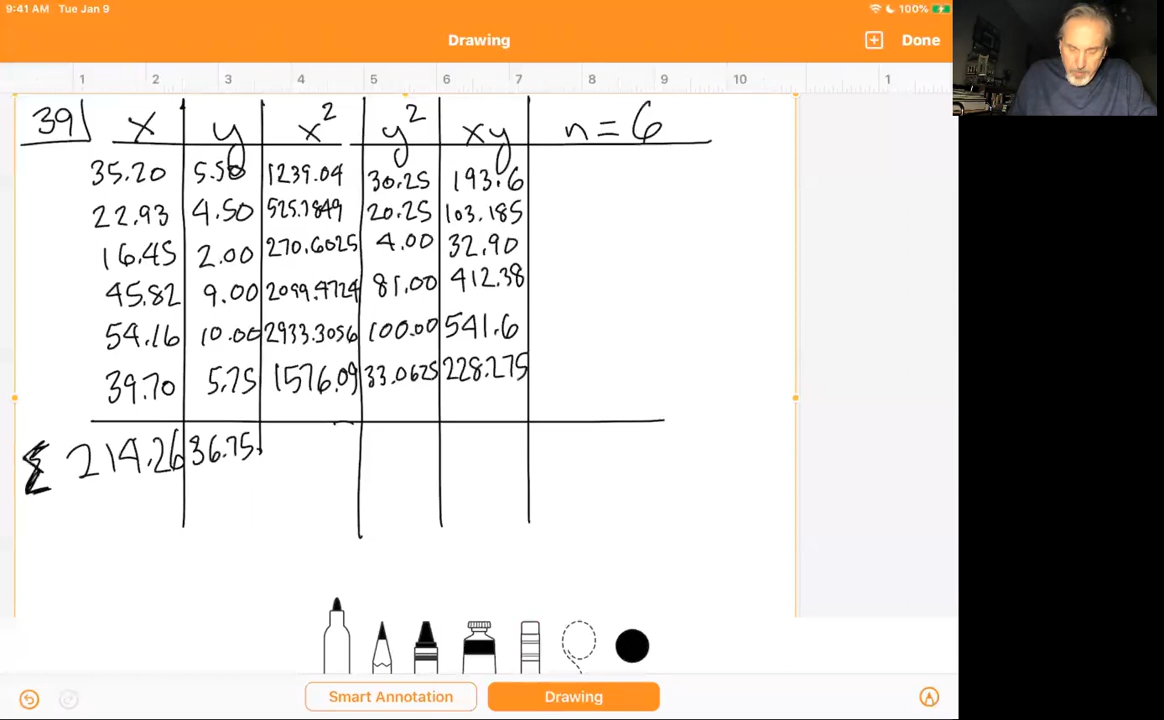 9:41 AM Tue Jan 9
100%
Drawing
Done
1 2 3 4 5 6 7 8 9 10 1
39 x y x² y² xy n = 6
35.20 5.50 1239.04 30.25 193.6
22.93 4.50 525.7849 20.25 103.185
16.45 2.00 270.6025 4.00 32.90
45.82 9.00 2099.4724 81.00 412.38
54.16 10.00 2933.3056 100.00 541.6
39.70 5.75 1576.09 33.0625 228.275
Σ 214.26 36.75
Smart Annotation
Drawing